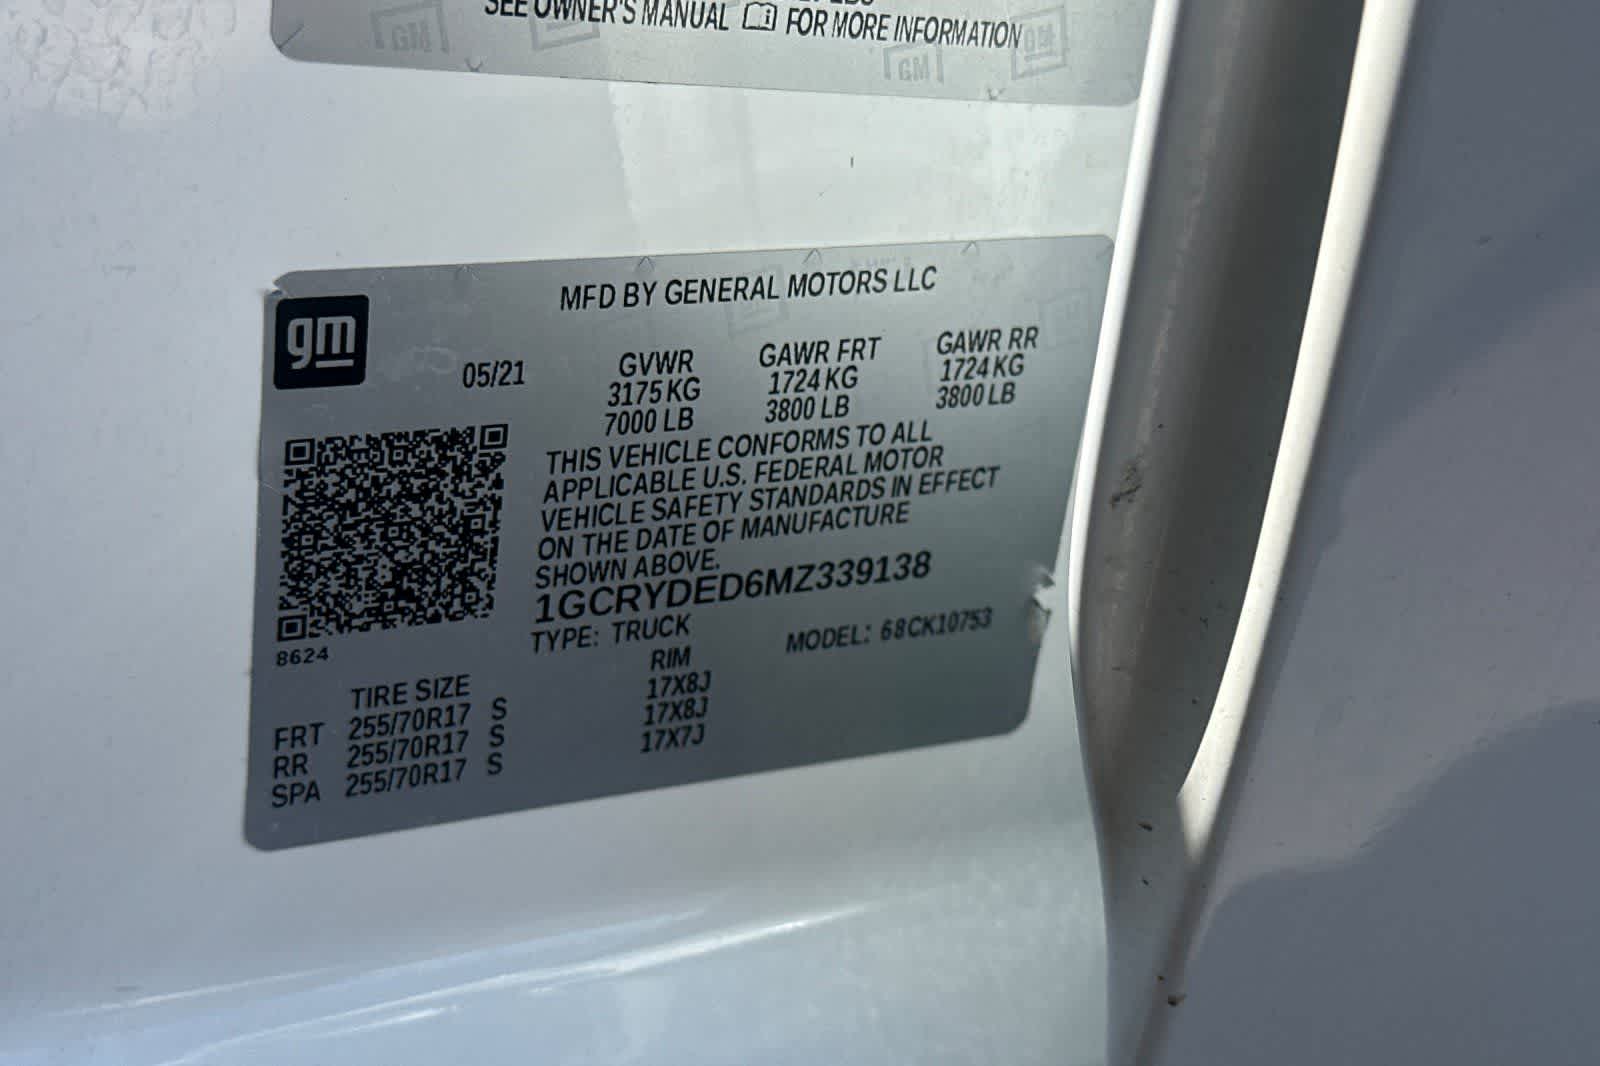 SEE OWNER'S MANUAL FOR MORE INFORMATION
GM GM GM
MFD BY GENERAL MOTORS LLC
gm
05/21
GVWR GAWR FRT GAWR RR
3175 KG 1724 KG 1724 KG
7000 LB 3800 LB 3800 LB
THIS VEHICLE CONFORMS TO ALL
APPLICABLE U.S. FEDERAL MOTOR
VEHICLE SAFETY STANDARDS IN EFFECT
ON THE DATE OF MANUFACTURE
SHOWN ABOVE.
1GCRYDED6MZ339138
TYPE: TRUCK MODEL: 68CK10753
8624
TIRE SIZE RIM
FRT 255/70R17 S 17X8J
RR 255/70R17 S 17X8J
SPA 255/70R17 S 17X7J